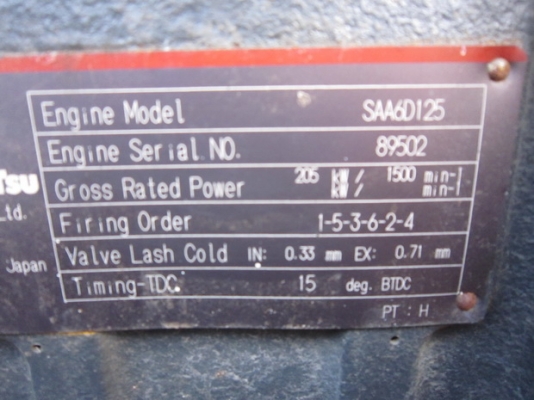 Engine Model SAA6D125
Engine Serial NO. 89502
Tsu
Gross Rated Power 205 kW / 1500 min-1
kW / min-1
Ltd.
Firing Order 1-5-3-6-2-4
Japan
Valve Lash Cold IN: 0.33 mm EX: 0.71 mm
Timing-TDC 15 deg. BTDC
PT : H